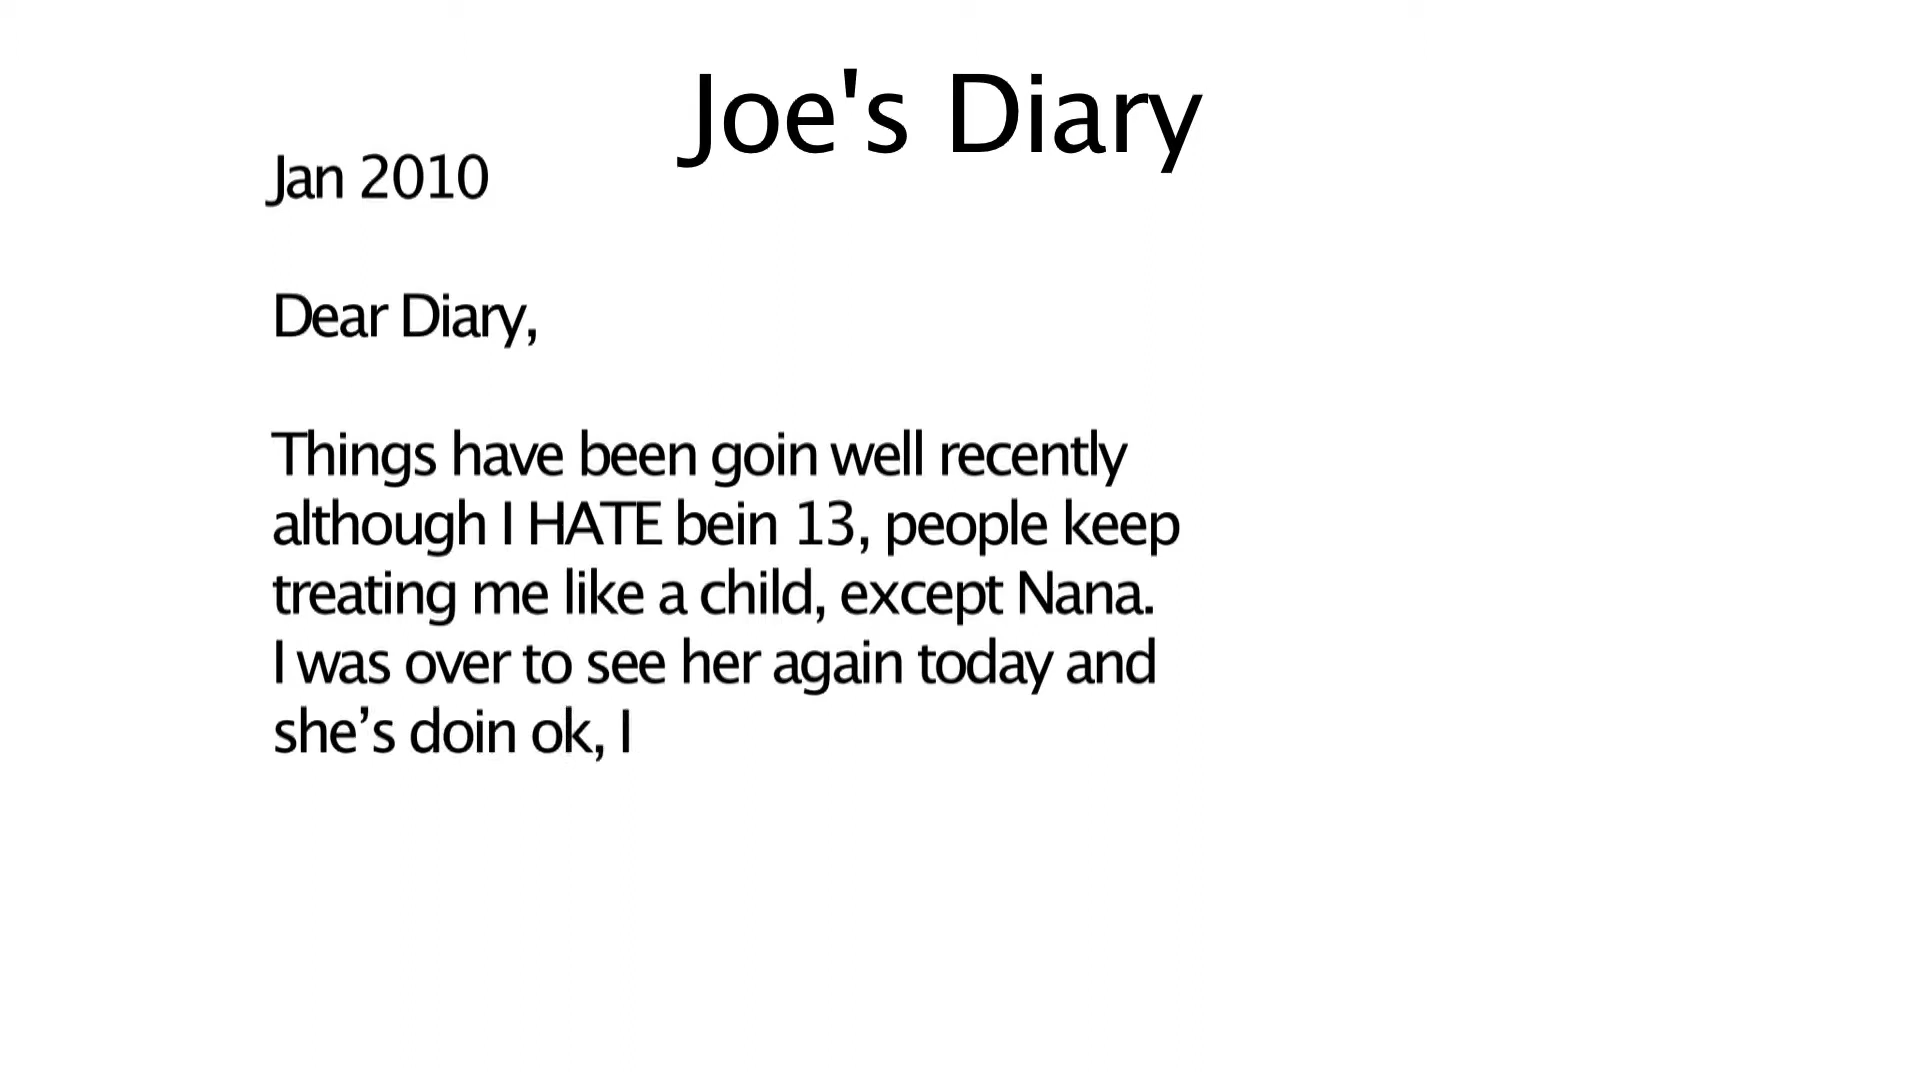 Joe's Diary
Jan 2010
Dear Diary,
Things have been goin well recently
although I HATE bein 13, people keep
treating me like a child, except Nana.
I was over to see her again today and
she’s doin ok, I